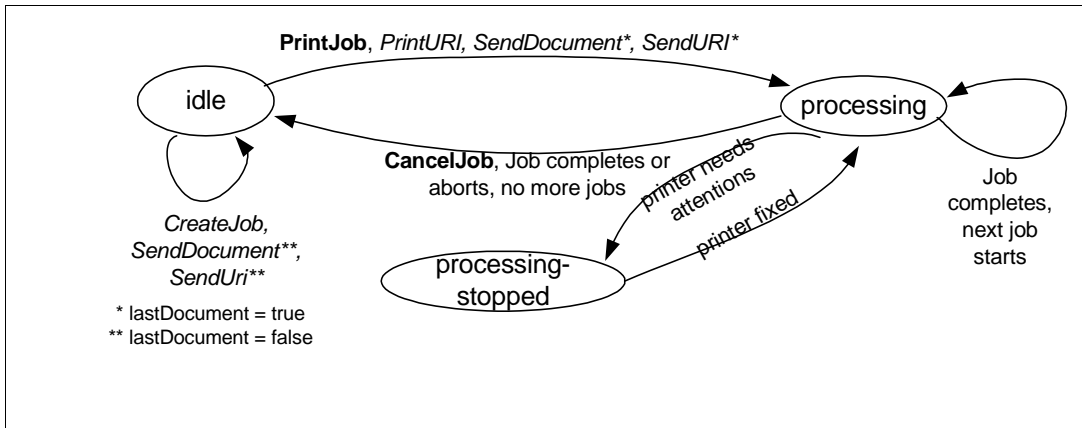 PrintJob, PrintURI, SendDocument*, SendURI*
idle
processing
CancelJob, Job completes or
aborts, no more jobs
printer needs
attentions
printer fixed
Job
completes,
next job
starts
CreateJob,
SendDocument**,
SendUri**
processing-
stopped
* lastDocument = true
** lastDocument = false